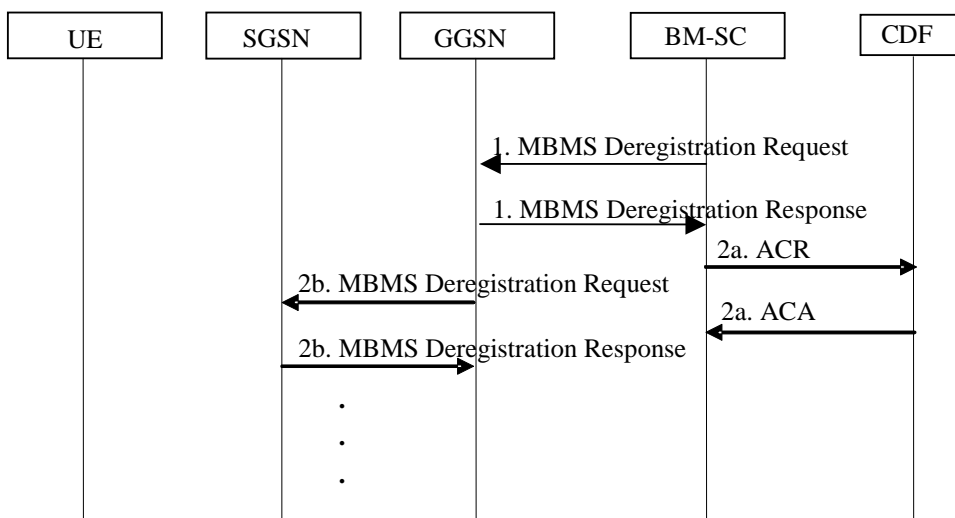 UE
SGSN
GGSN
BM-SC
CDF
1. MBMS Deregistration Request
1. MBMS Deregistration Response
2a. ACR
2b. MBMS Deregistration Request
2a. ACA
2b. MBMS Deregistration Response
.
.
.